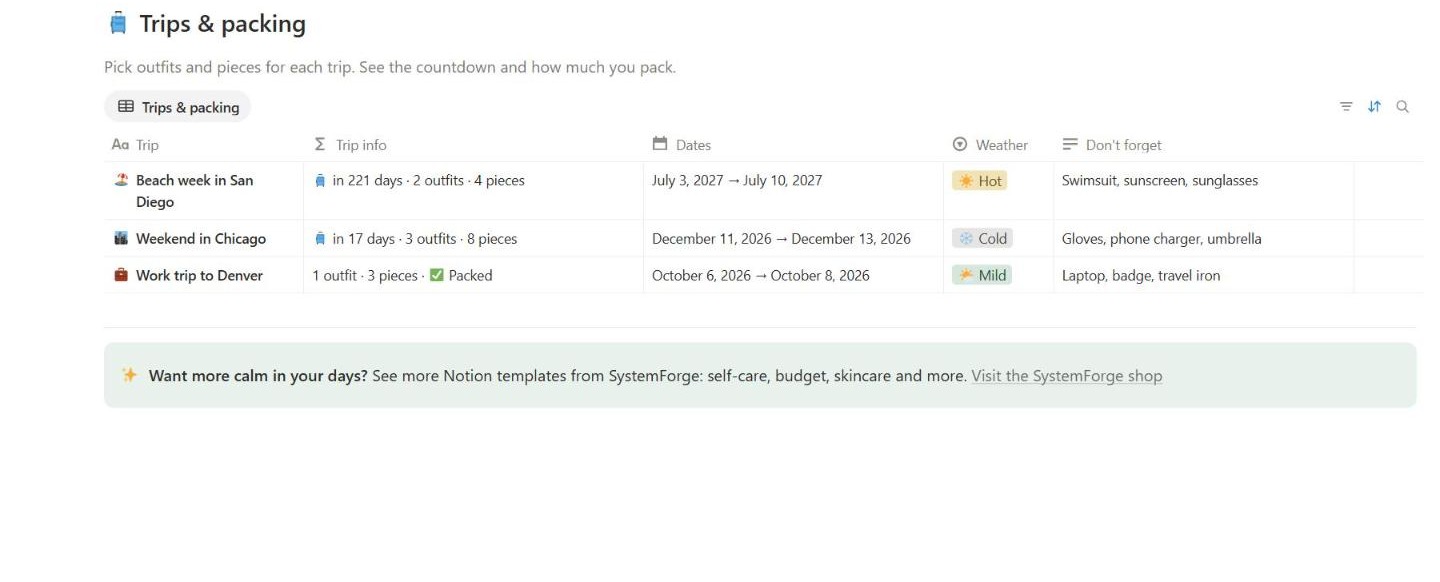 Trips & packing
Pick outfits and pieces for each trip. See the countdown and how much you pack.
Trips & packing
Aa Trip Trip info Dates Weather Don't forget
Beach week in San Diego in 221 days · 2 outfits · 4 pieces July 3, 2027 → July 10, 2027 Hot Swimsuit, sunscreen, sunglasses
Weekend in Chicago in 17 days · 3 outfits · 8 pieces December 11, 2026 → December 13, 2026 Cold Gloves, phone charger, umbrella
Work trip to Denver 1 outfit · 3 pieces · ✅ Packed October 6, 2026 → October 8, 2026 Mild Laptop, badge, travel iron
Want more calm in your days? See more Notion templates from SystemForge: self-care, budget, skincare and more. Visit the SystemForge shop